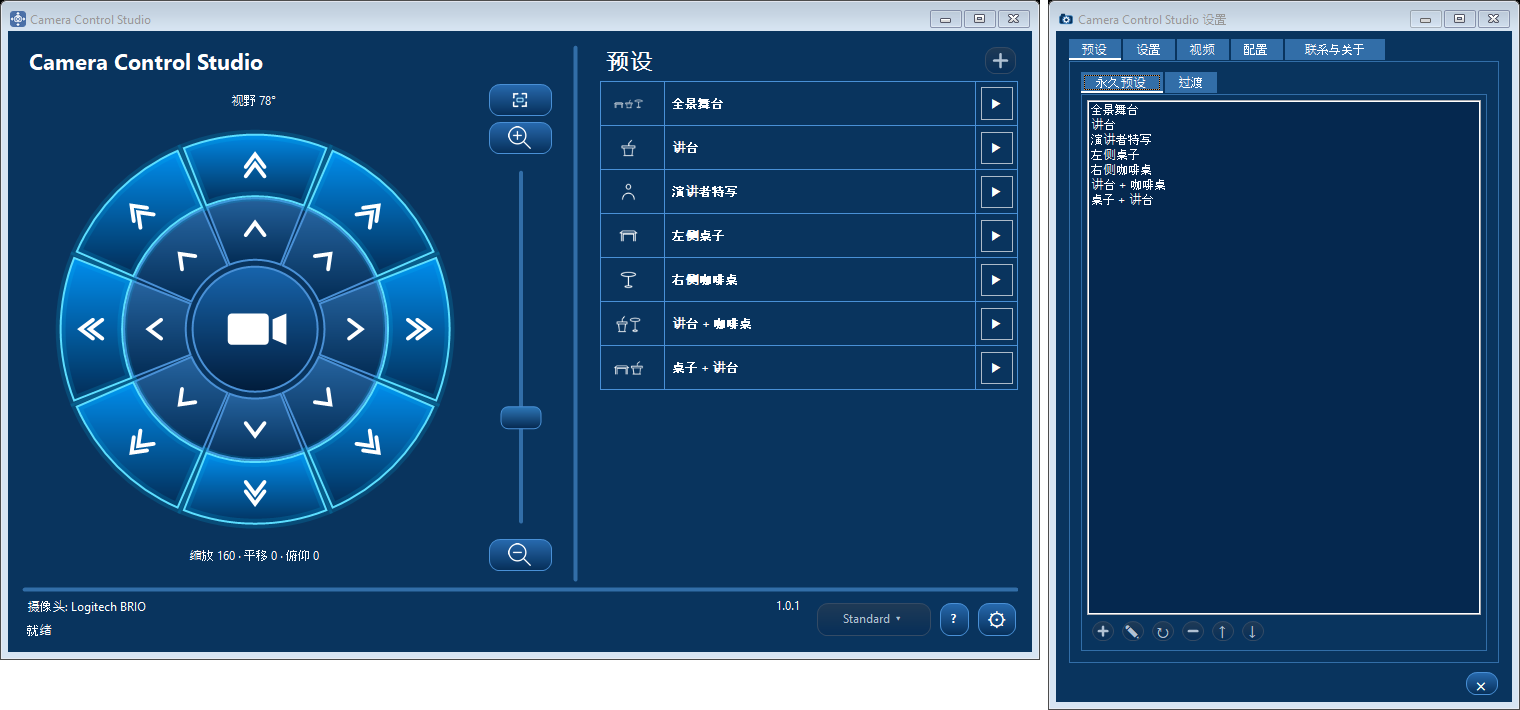 Camera Control Studio
Camera Control Studio
视野 78°
缩放 160 · 平移 0 · 俯仰 0
预设
全景舞台
讲台
演讲者特写
左侧桌子
右侧咖啡桌
讲台 + 咖啡桌
桌子 + 讲台
摄像头: Logitech BRIO
就绪
1.0.1
Standard
?
Camera Control Studio 设置
预设 设置 视频 配置 联系与关于
永久预设 过渡
全景舞台
讲台
演讲者特写
左侧桌子
右侧咖啡桌
讲台 + 咖啡桌
桌子 + 讲台